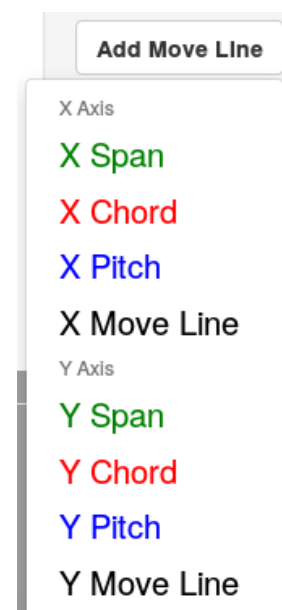 Add Move Line
X Axis
X Span
X Chord
X Pitch
X Move Line
Y Axis
Y Span
Y Chord
Y Pitch
Y Move Line